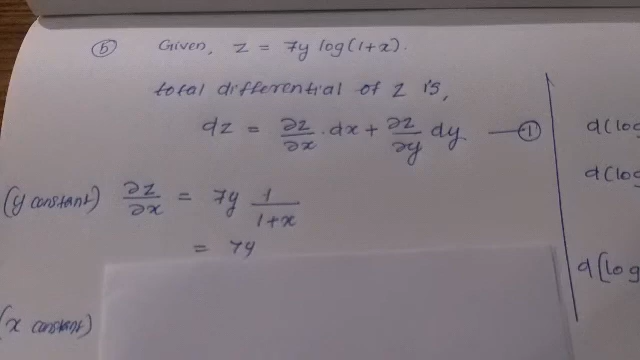 (b) Given, z = 7y log(1+x).
total differential of z is,
dz = ∂z/∂x . dx + ∂z/∂y dy —(1)
(y constant) ∂z/∂x = 7y 1/(1+x)
= 7y
(x constant)
d(log
d(log
d(log